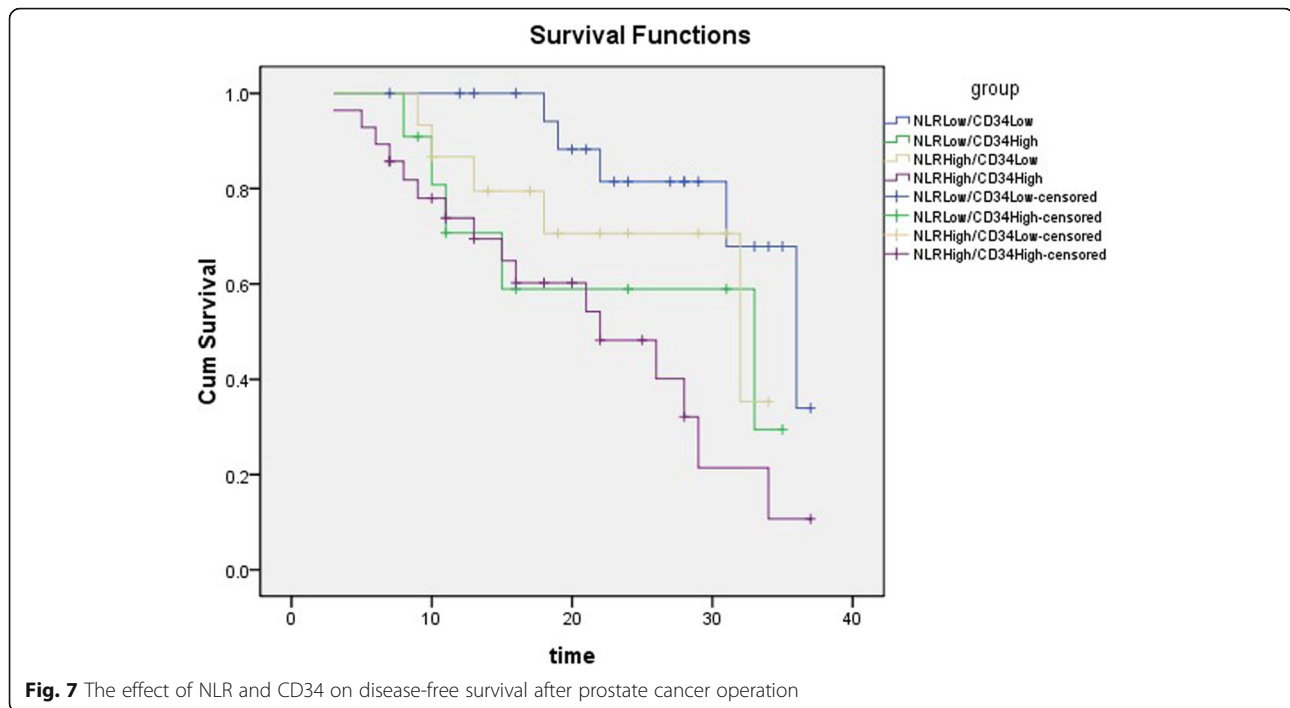 Survival Functions
group
NLRLow/CD34Low
NLRLow/CD34High
NLRHigh/CD34Low
NLRHigh/CD34High
NLRLow/CD34Low-censored
NLRLow/CD34High-censored
NLRHigh/CD34Low-censored
NLRHigh/CD34High-censored
Cum Survival
1.0
0.8
0.6
0.4
0.2
0.0
0 10 20 30 40
time
Fig. 7 The effect of NLR and CD34 on disease-free survival after prostate cancer operation